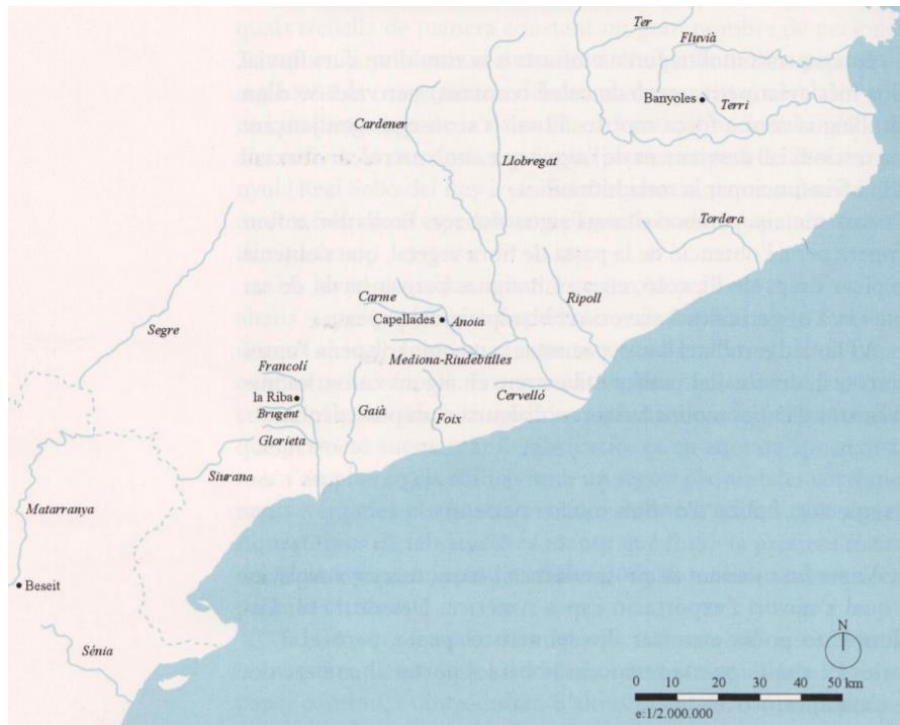 Ter
Fluvià
Banyoles
Terri
Cardener
Llobregat
Tordera
Carme
Ripoll
Segre
Capellades
Anoia
Mediona-Riudebitlles
Francolí
la Riba
Cervelló
Brugent
Gaià
Foix
Glorieta
Siurana
Matarranya
Beseit
Sénia
N
0 10 20 30 40 50 km
e:1/2.000.000